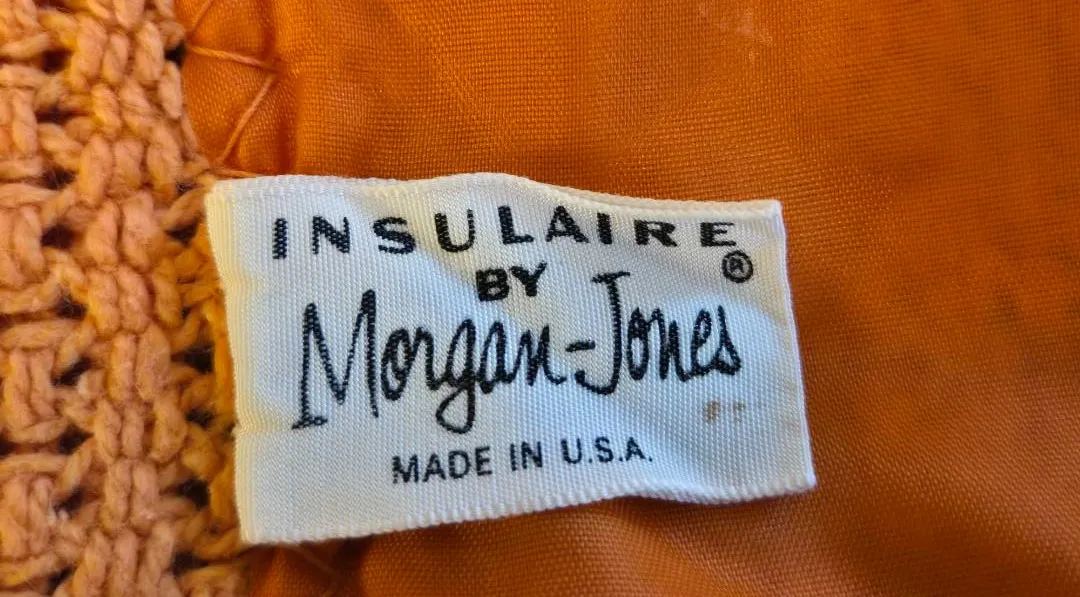 INSULAIRE®
BY
Morgan-Jones
MADE IN U.S.A.